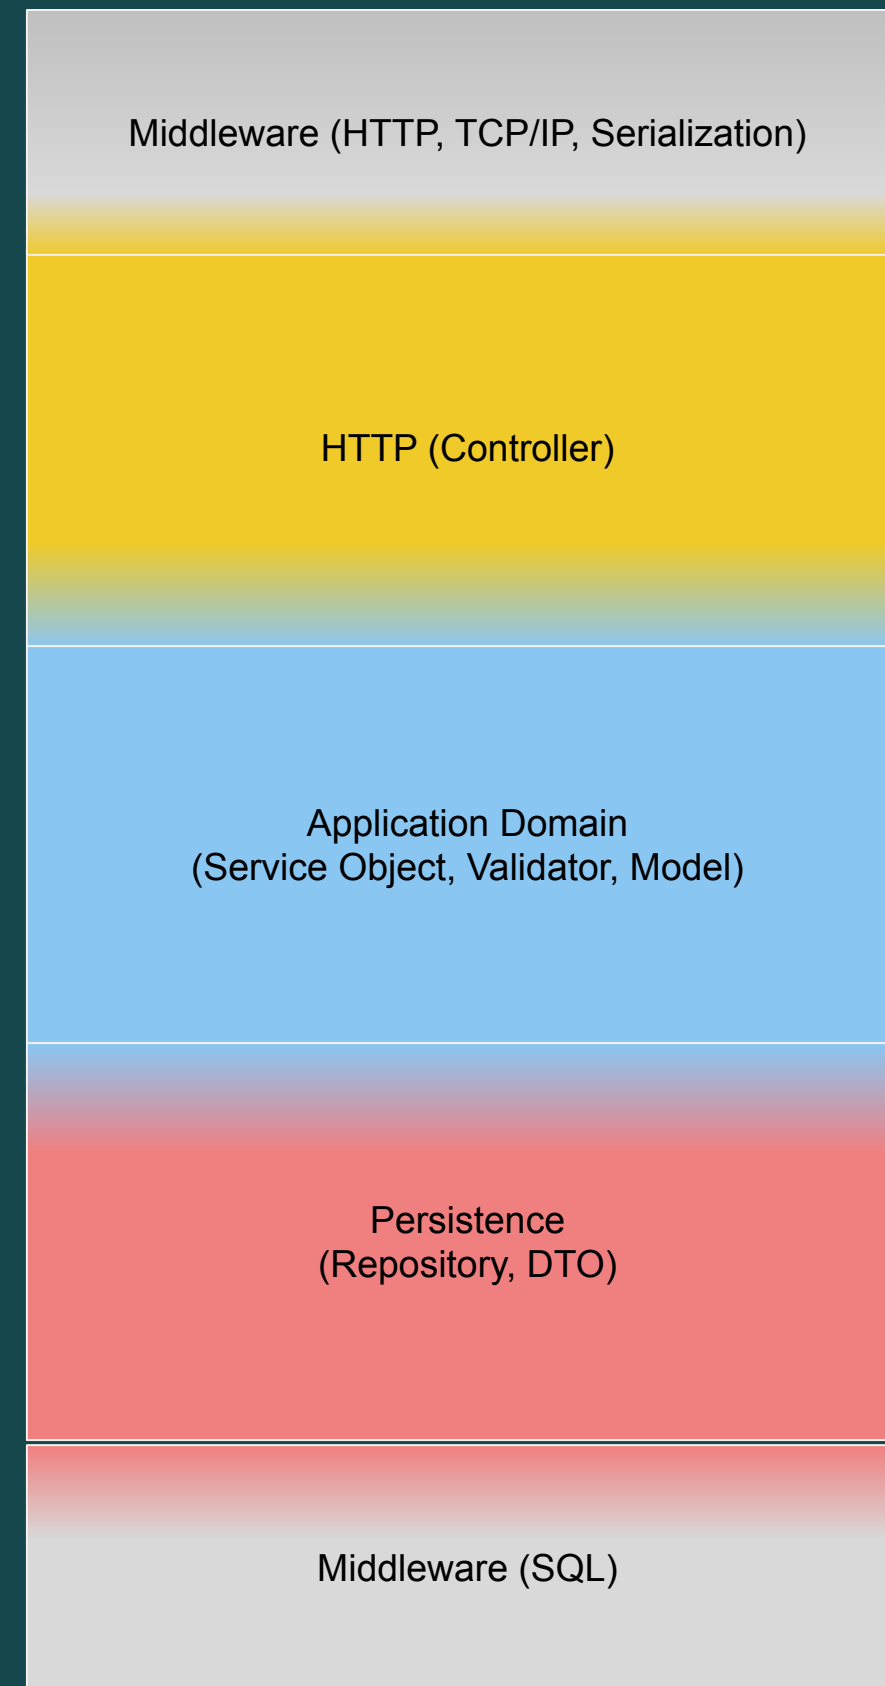 Middleware (HTTP, TCP/IP, Serialization)
HTTP (Controller)
Application Domain
(Service Object, Validator, Model)
Persistence
(Repository, DTO)
Middleware (SQL)